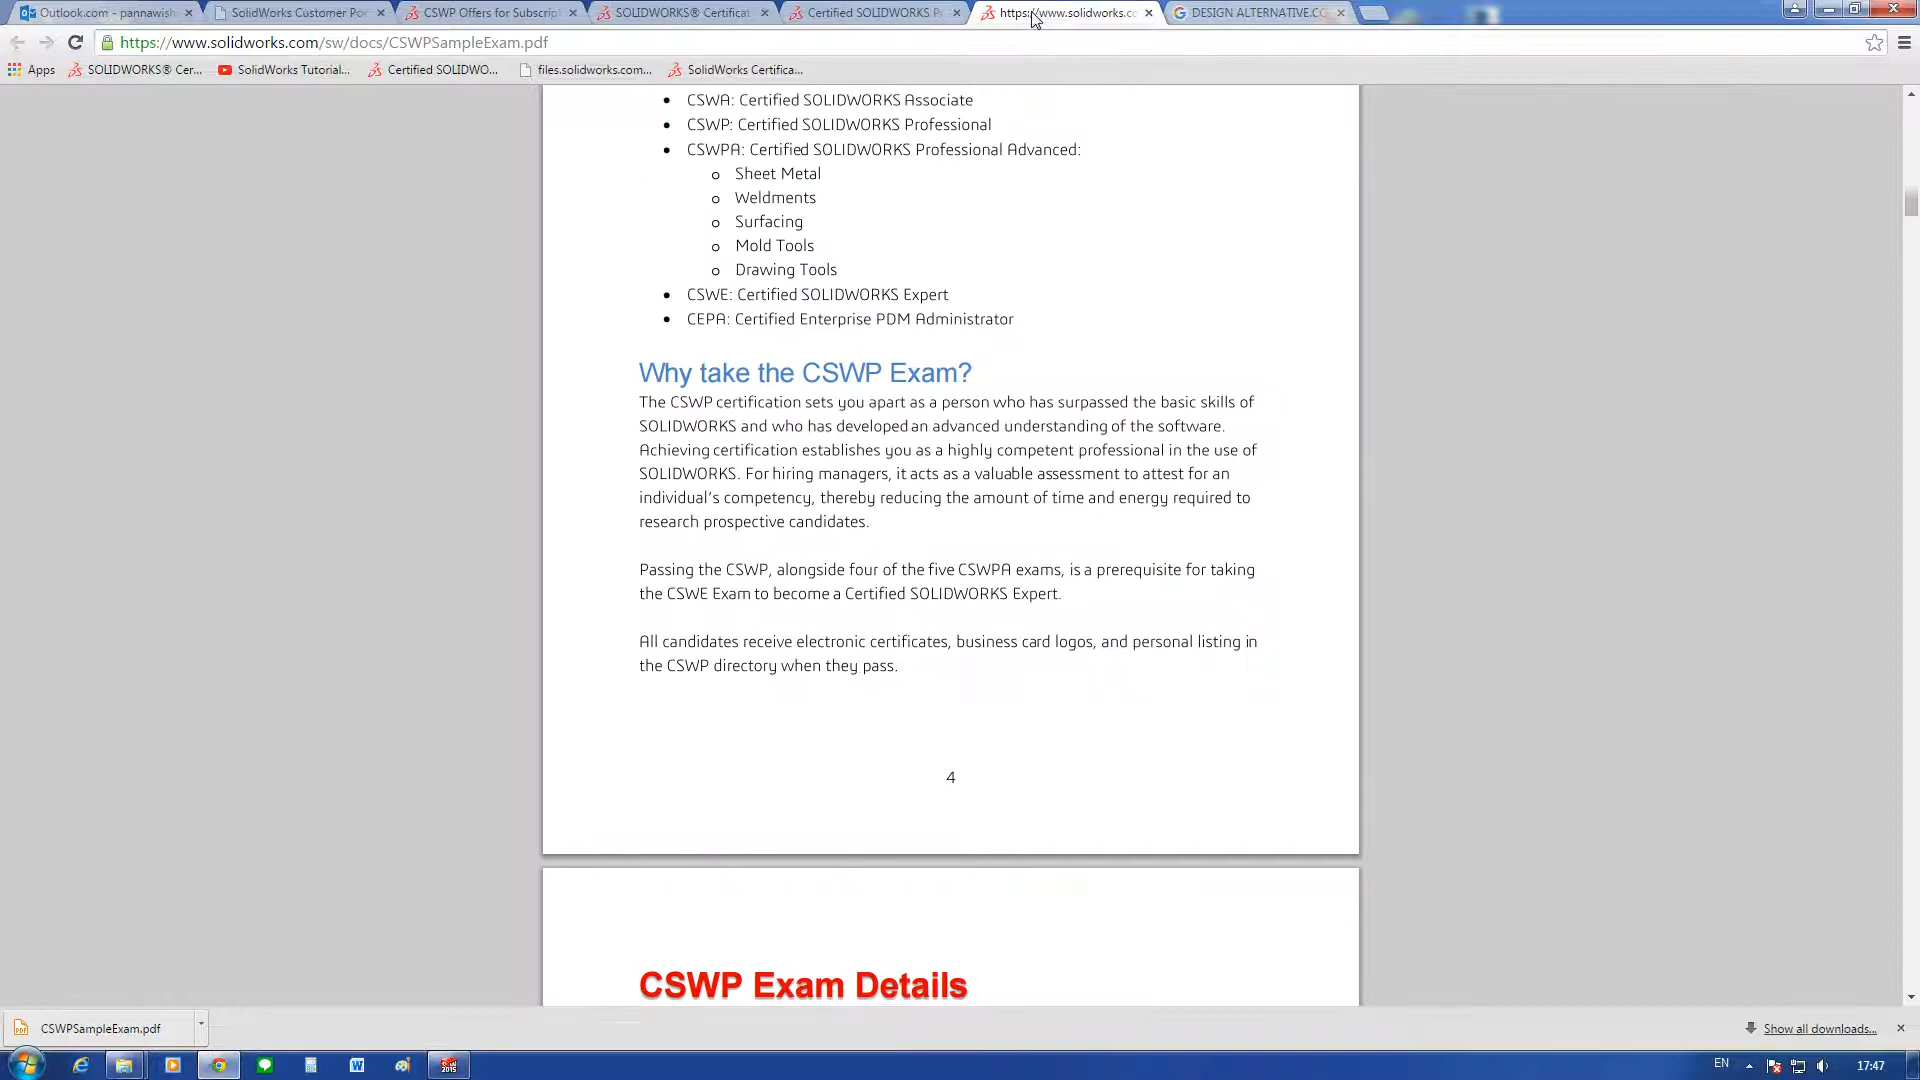 Outlook.com - pannawish
SolidWorks Customer Por
CSWP Offers for Subscript
SOLIDWORKS® Certificat
Certified SOLIDWORKS P
https://www.solidworks.co
DESIGN ALTERNATIVE.CO
https://www.solidworks.com/sw/docs/CSWPSampleExam.pdf
Apps
SOLIDWORKS® Cer...
SolidWorks Tutorial...
Certified SOLIDWO...
files.solidworks.com...
SolidWorks Certifica...
• CSWA: Certified SOLIDWORKS Associate
• CSWP: Certified SOLIDWORKS Professional
• CSWPA: Certified SOLIDWORKS Professional Advanced:
o Sheet Metal
o Weldments
o Surfacing
o Mold Tools
o Drawing Tools
• CSWE: Certified SOLIDWORKS Expert
• CEPA: Certified Enterprise PDM Administrator
Why take the CSWP Exam?
The CSWP certification sets you apart as a person who has surpassed the basic skills of
SOLIDWORKS and who has developed an advanced understanding of the software.
Achieving certification establishes you as a highly competent professional in the use of
SOLIDWORKS. For hiring managers, it acts as a valuable assessment to attest for an
individual's competency, thereby reducing the amount of time and energy required to
research prospective candidates.
Passing the CSWP, alongside four of the five CSWPA exams, is a prerequisite for taking
the CSWE Exam to become a Certified SOLIDWORKS Expert.
All candidates receive electronic certificates, business card logos, and personal listing in
the CSWP directory when they pass.
4
CSWP Exam Details
CSWPSampleExam.pdf
Show all downloads...
EN
17:47